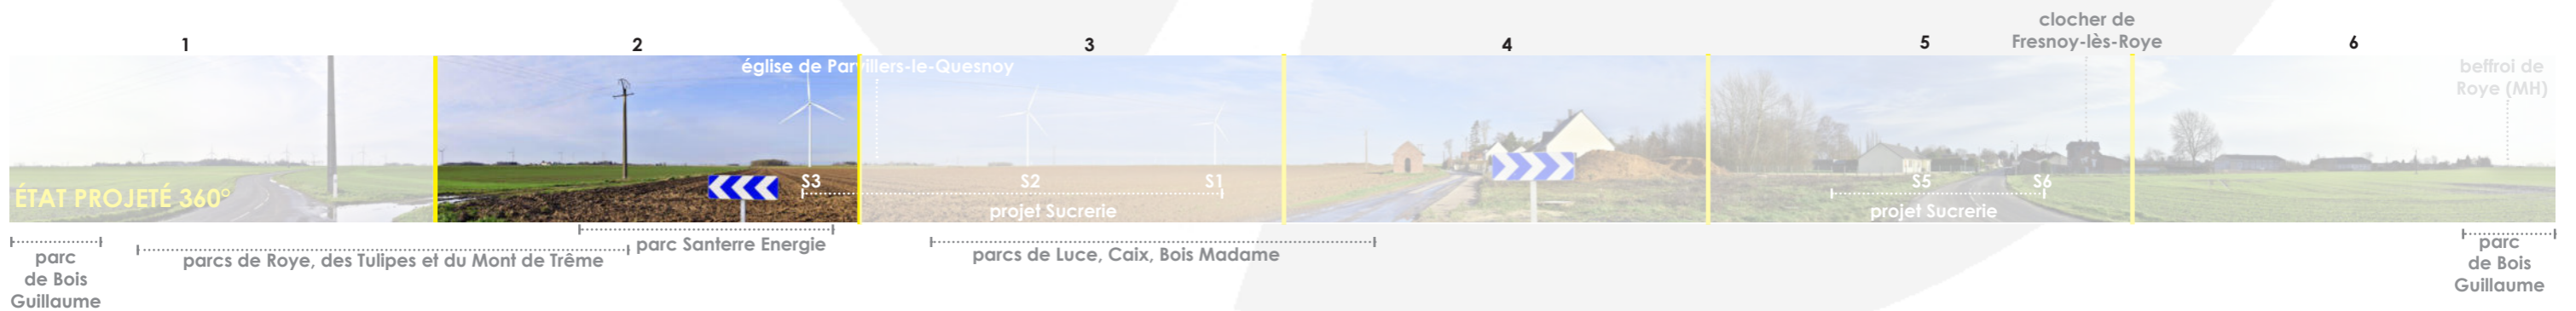 clocher de
Fresnoy-lès-Roye
1
2
3
4
5
6
église de Parvillers-le-Quesnoy
beffroi de
Roye (MH)
ÉTAT PROJETÉ 360°
S3
S2
S1
S5
S6
projet Sucrerie
projet Sucrerie
parc
de Bois
Guillaume
parcs de Roye, des Tulipes et du Mont de Trême
parc Santerre Energie
parcs de Luce, Caix, Bois Madame
parc
de Bois
Guillaume